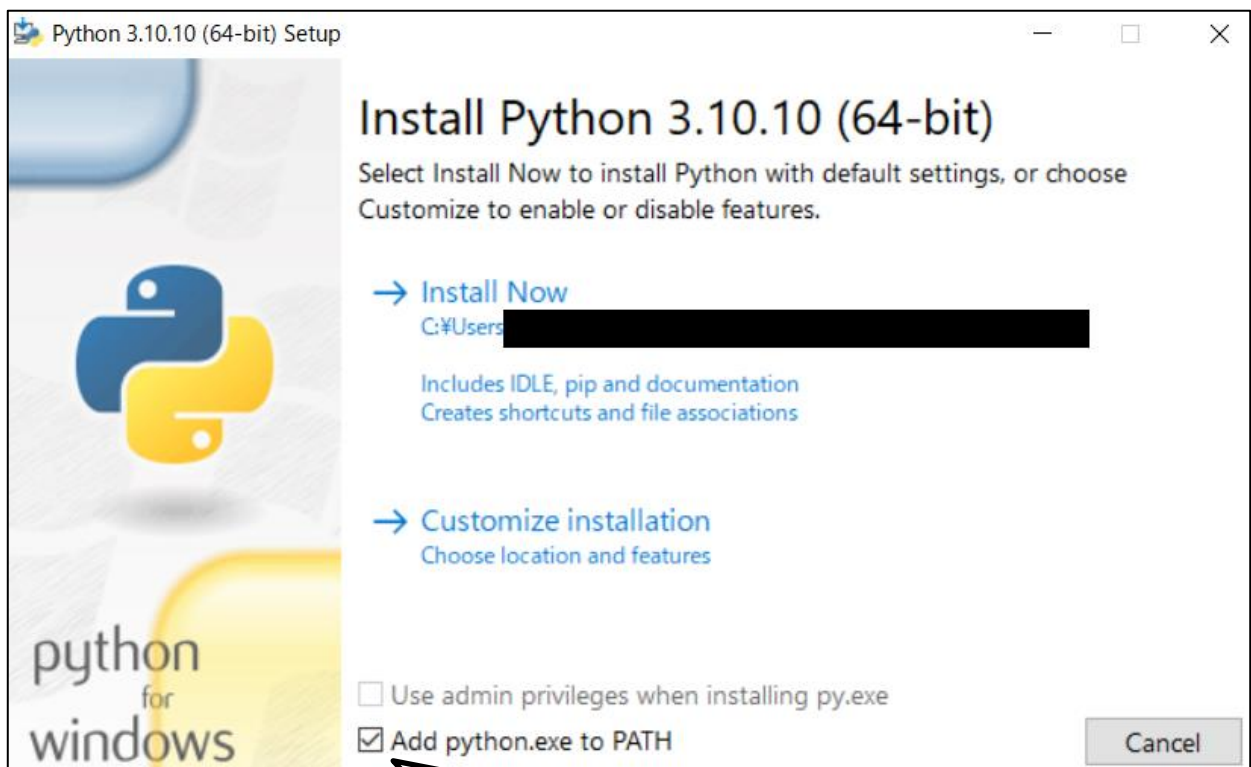 Python 3.10.10 (64-bit) Setup
Install Python 3.10.10 (64-bit)
Select Install Now to install Python with default settings, or choose
Customize to enable or disable features.
→ Install Now
C:¥Users
Includes IDLE, pip and documentation
Creates shortcuts and file associations
→ Customize installation
Choose location and features
python
for
windows
Use admin privileges when installing py.exe
Add python.exe to PATH
Cancel